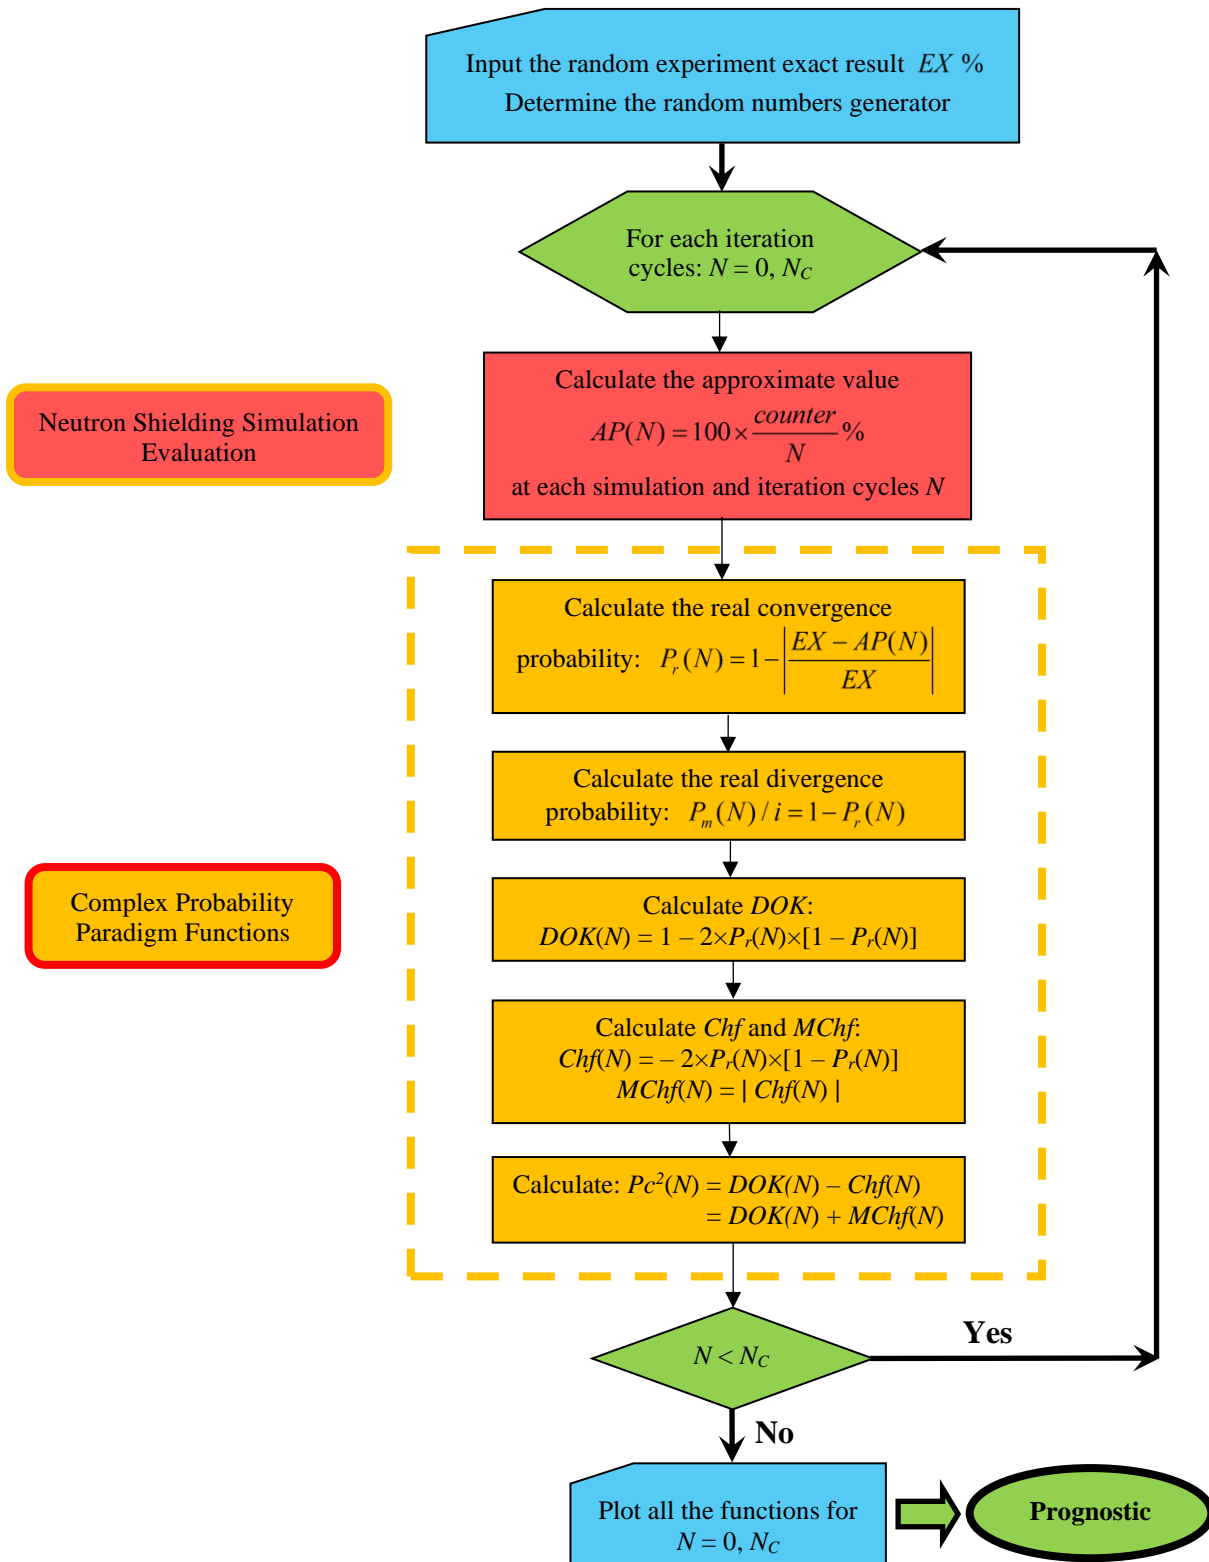 Input the random experiment exact result EX %
Determine the random numbers generator
For each iteration
cycles: N = 0, N_C
Calculate the approximate value
AP(N) = 100 × counter/N %
at each simulation and iteration cycles N
Neutron Shielding Simulation
Evaluation
Calculate the real convergence
probability: P_r(N) = 1 − |(EX − AP(N))/EX|
Calculate the real divergence
probability: P_m(N) / i = 1 − P_r(N)
Calculate DOK:
DOK(N) = 1 – 2×P_r(N)×[1 – P_r(N)]
Complex Probability
Paradigm Functions
Calculate Chf and MChf:
Chf(N) = – 2×P_r(N)×[1 – P_r(N)]
MChf(N) = | Chf(N) |
Calculate: Pc²(N) = DOK(N) – Chf(N)
= DOK(N) + MChf(N)
N < N_C
Yes
No
Plot all the functions for
N = 0, N_C
Prognostic